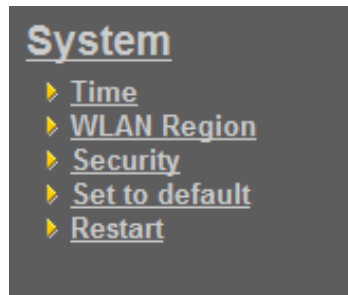 System
Time
WLAN Region
Security
Set to default
Restart